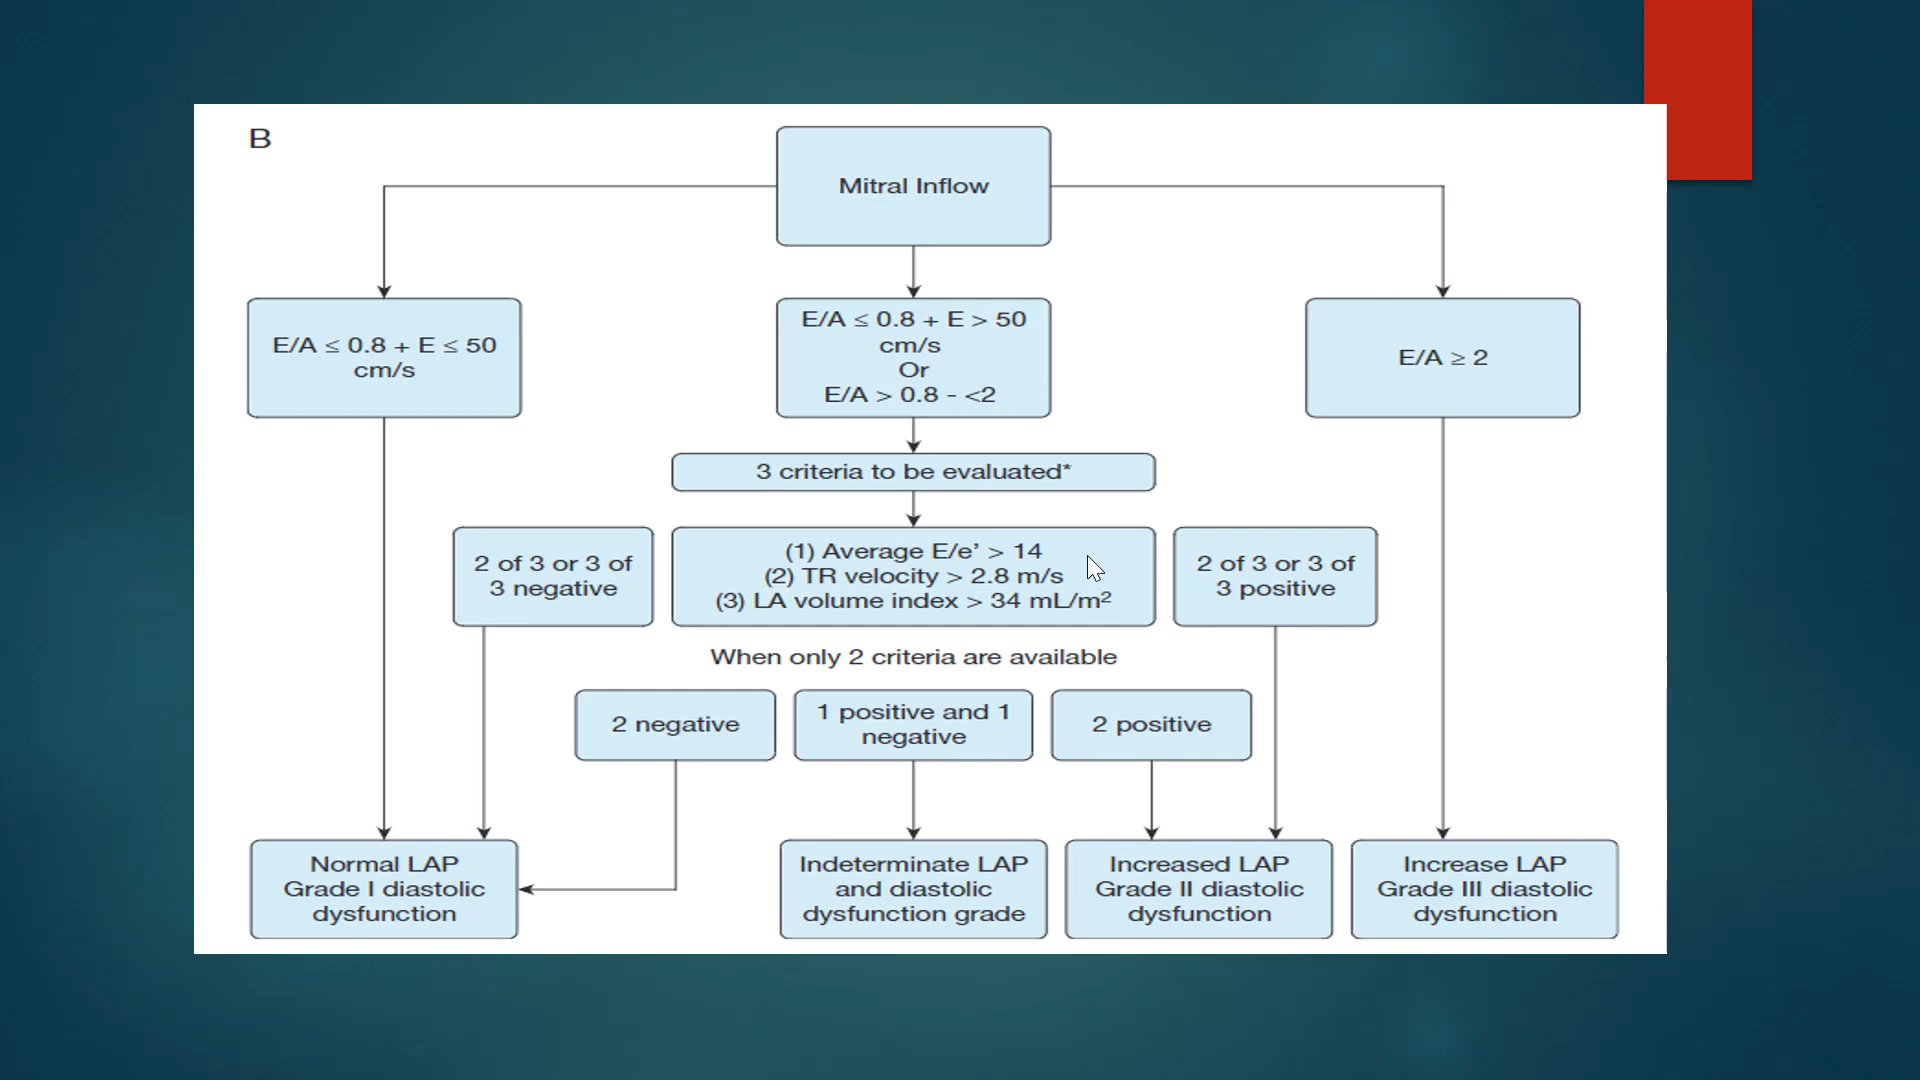 B
Mitral Inflow
E/A ≤ 0.8 + E ≤ 50
cm/s
E/A ≤ 0.8 + E > 50
cm/s
Or
E/A > 0.8 - <2
E/A ≥ 2
3 criteria to be evaluated*
2 of 3 or 3 of
3 negative
(1) Average E/e’ > 14
(2) TR velocity > 2.8 m/s
(3) LA volume index > 34 mL/m²
2 of 3 or 3 of
3 positive
When only 2 criteria are available
2 negative
1 positive and 1
negative
2 positive
Normal LAP
Grade I diastolic
dysfunction
Indeterminate LAP
and diastolic
dysfunction grade
Increased LAP
Grade II diastolic
dysfunction
Increase LAP
Grade III diastolic
dysfunction